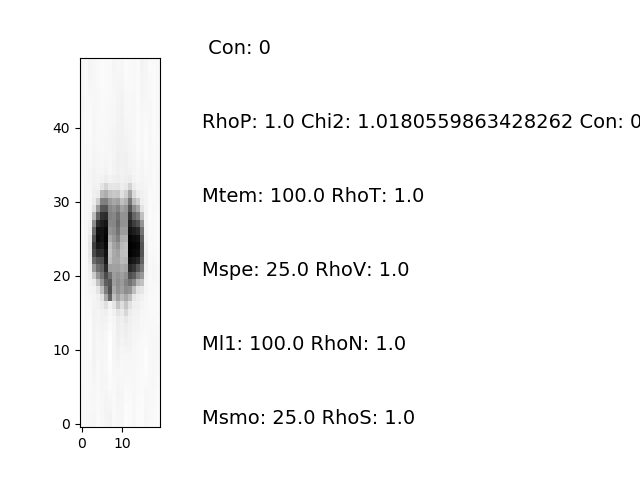 Con: 0
RhoP: 1.0 Chi2: 1.0180559863428262 Con: 0
Mtem: 100.0 RhoT: 1.0
Mspe: 25.0 RhoV: 1.0
Ml1: 100.0 RhoN: 1.0
Msmo: 25.0 RhoS: 1.0
40
30
20
10
0
0 10